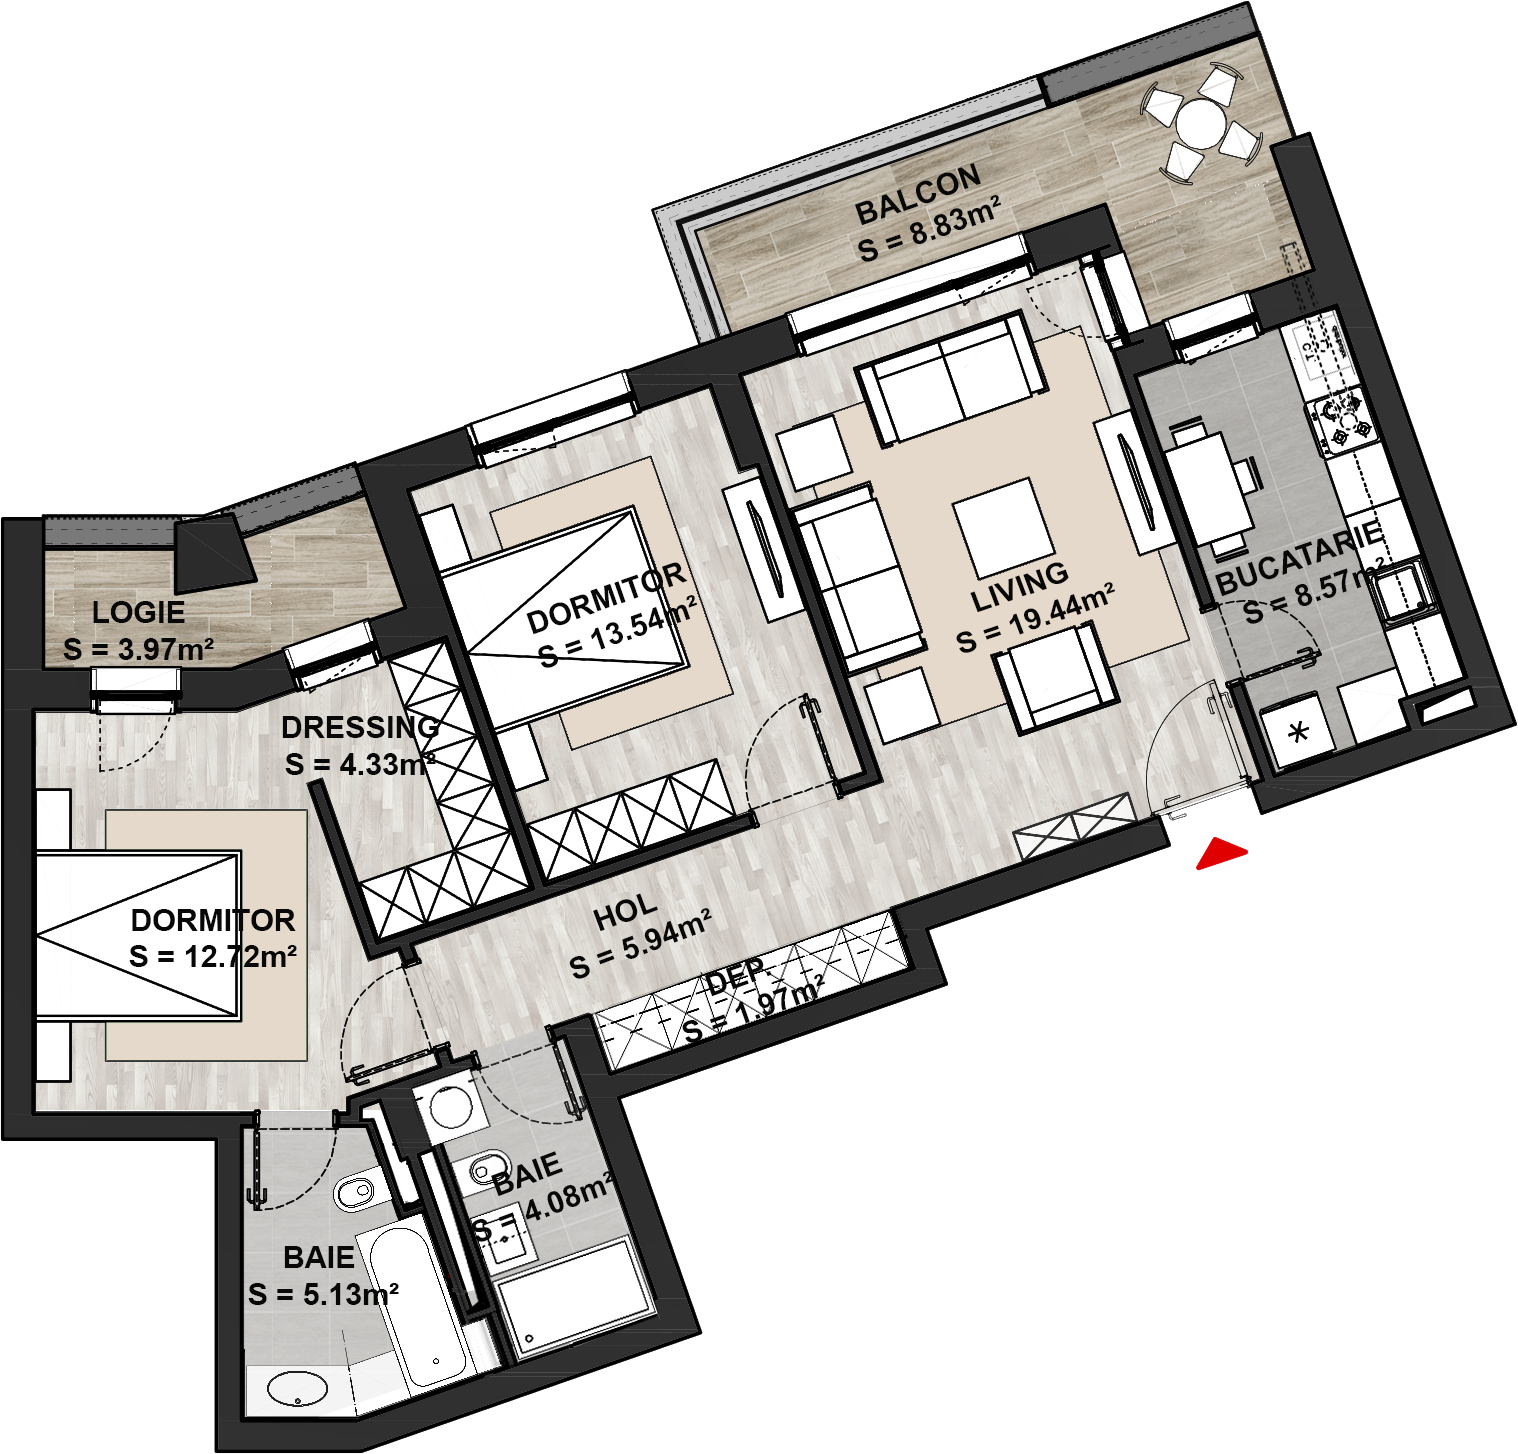 BALCON
S = 8.83m²
LIVING
S = 19.44m²
BUCATARIE
S = 8.57m²
DORMITOR
S = 13.54m²
LOGIE
S = 3.97m²
DRESSING
S = 4.33m²
DORMITOR
S = 12.72m²
HOL
S = 5.94m²
DEP.
S = 1.97m²
BAIE
S = 4.08m²
BAIE
S = 5.13m²